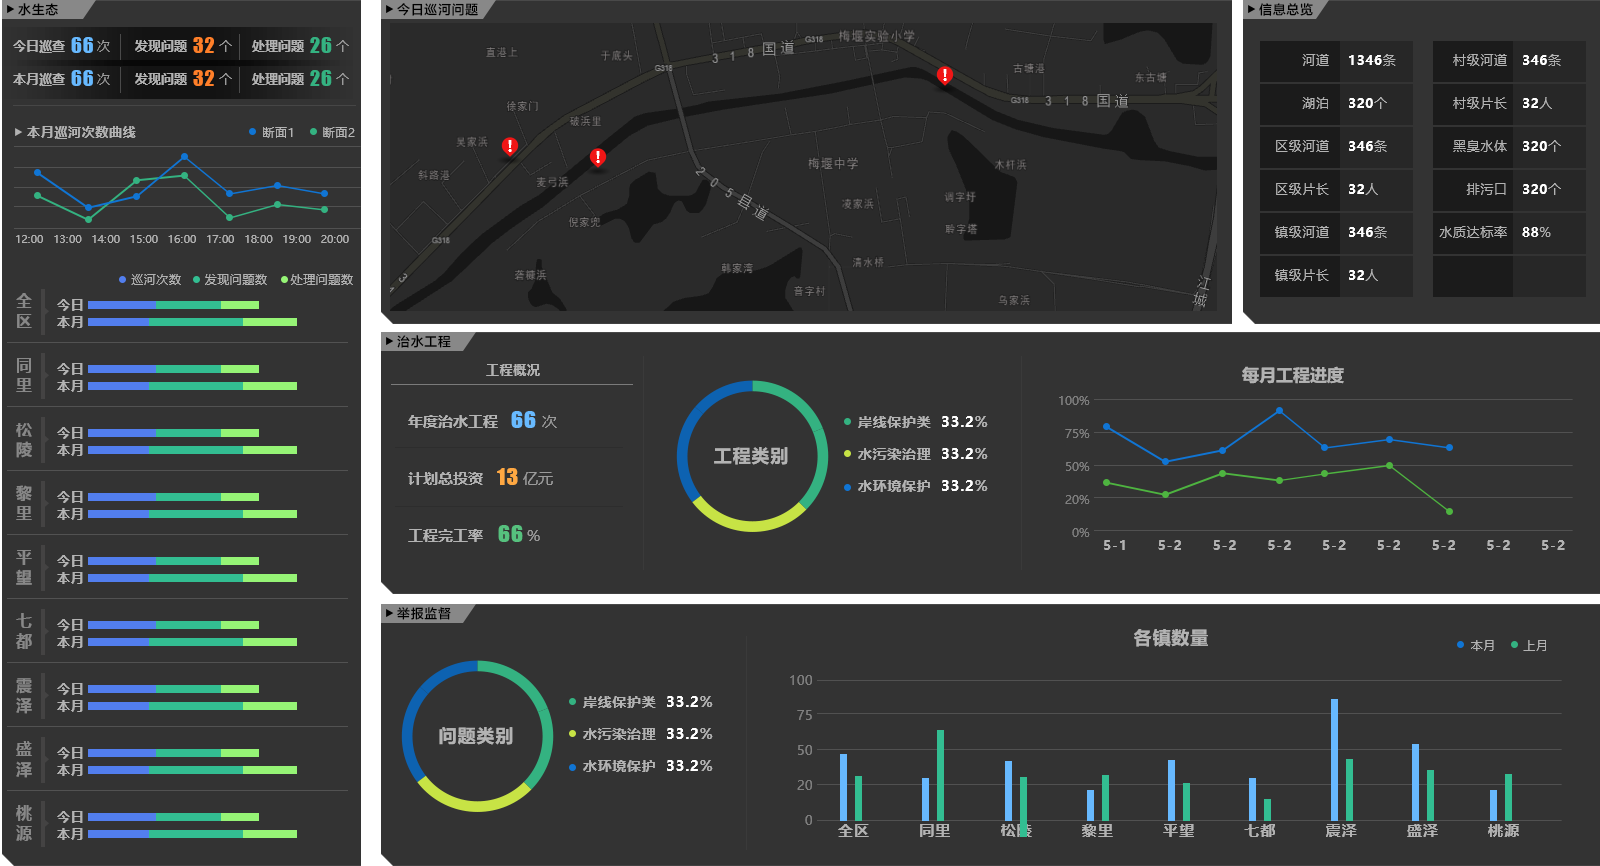 水生态
今日巡查 66 次 发现问题 32 个 处理问题 26 个
本月巡查 66 次 发现问题 32 个 处理问题 26 个
本月巡河次数曲线
断面1 断面2
12:00 13:00 14:00 15:00 16:00 17:00 18:00 19:00 20:00
巡河次数 发现问题数 处理问题数
全区 今日
本月
同里 今日
本月
松陵 今日
本月
黎里 今日
本月
平望 今日
本月
七都 今日
本月
震泽 今日
本月
盛泽 今日
本月
桃源 今日
本月
今日巡河问题
直港上
于底头
G318
318国道
G318
梅堰实验小学
古塘港
东古塘
G318
318国道
徐家门
破浜里
吴家浜
斜路港
麦弓浜
梅堰中学
木杆浜
205县道
凌家浜
调字圩
聆字塔
倪家兜
G318
3
韩家湾
清水桥
音字村
乌家浜
江城
信息总览
河道 1346条
村级河道 346条
湖泊 320个
村级片长 32人
区级河道 346条
黑臭水体 320个
区级片长 32人
排污口 320个
镇级河道 346条
水质达标率 88%
镇级片长 32人
治水工程
工程概况
年度治水工程 66 次
计划总投资 13 亿元
工程完工率 66 %
工程类别
岸线保护类 33.2%
水污染治理 33.2%
水环境保护 33.2%
每月工程进度
100%
75%
50%
20%
0%
5-1 5-2 5-2 5-2 5-2 5-2 5-2 5-2 5-2
举报监督
问题类别
岸线保护类 33.2%
水污染治理 33.2%
水环境保护 33.2%
各镇数量
本月 上月
100
75
50
20
0
全区 同里 松陵 黎里 平望 七都 震泽 盛泽 桃源